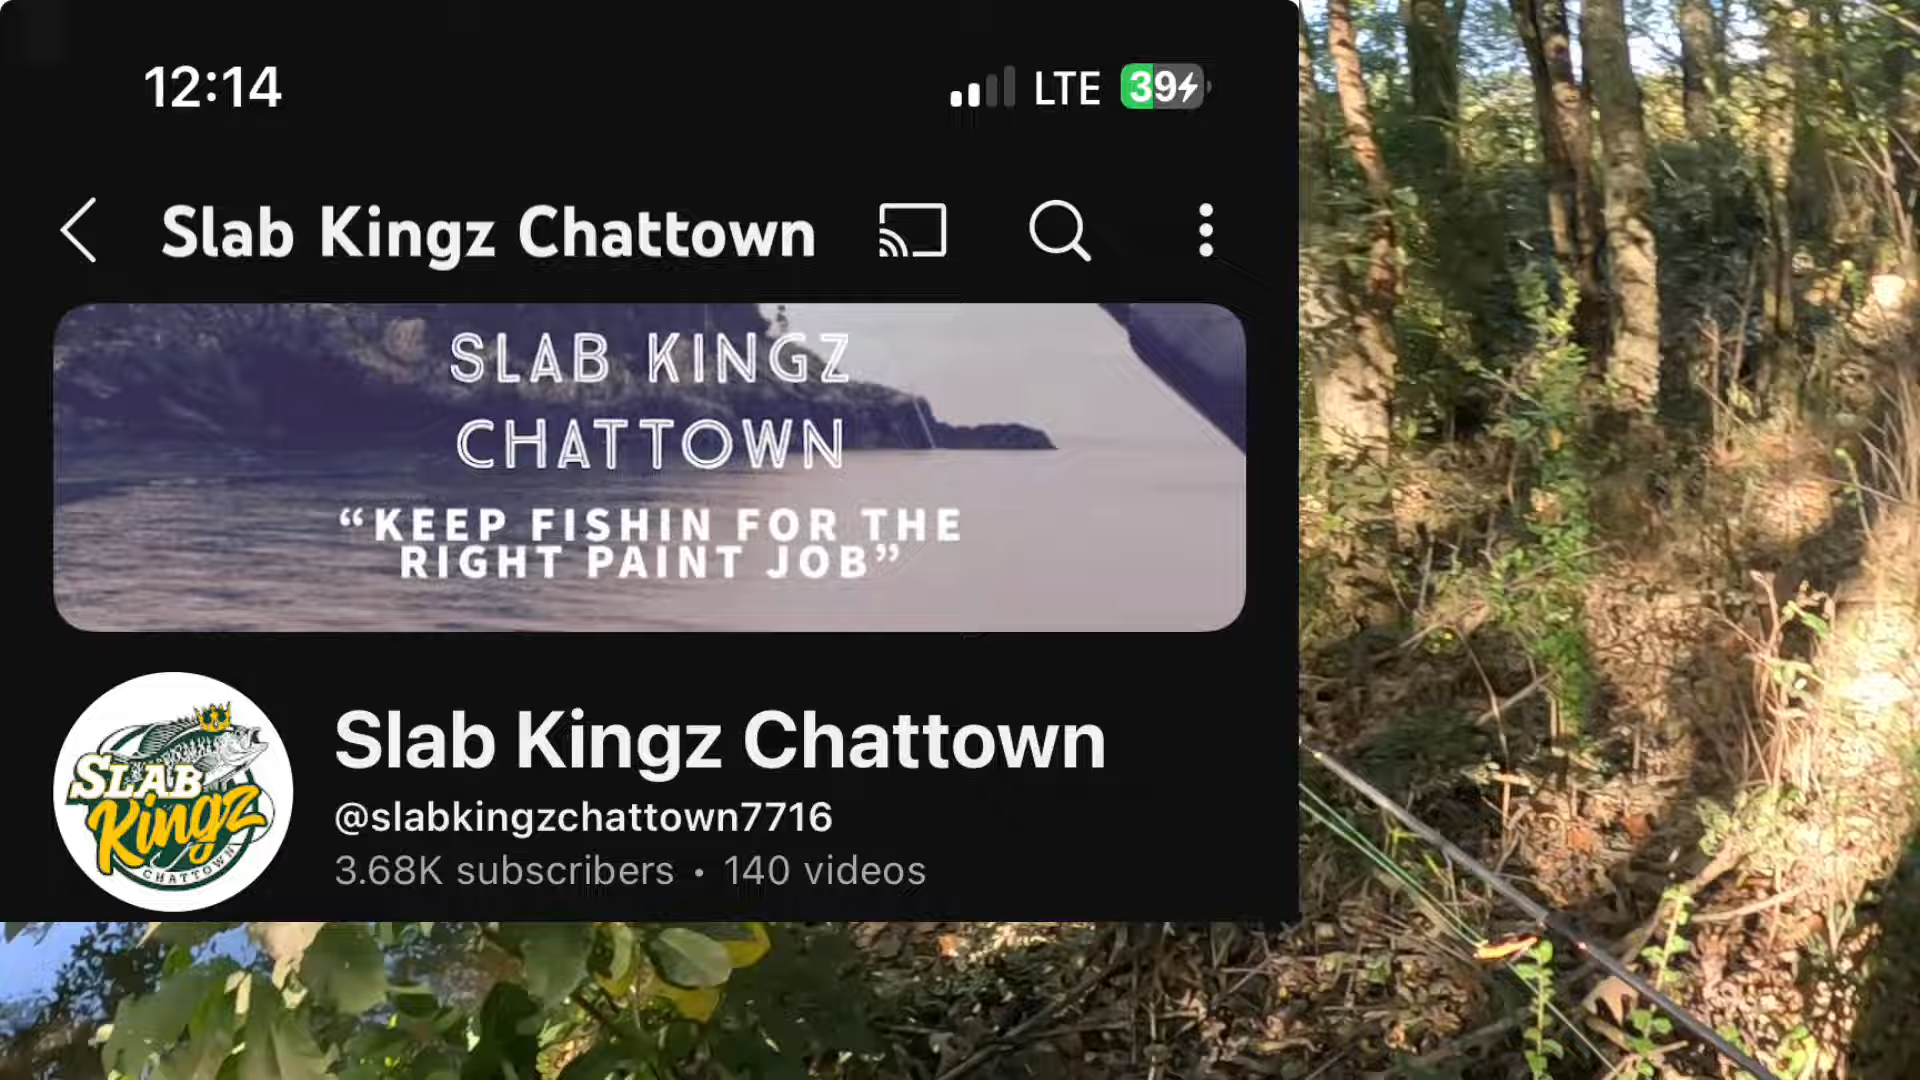 12:14
LTE 39
Slab Kingz Chattown
SLAB KINGZ
CHATTOWN
“KEEP FISHIN FOR THE
RIGHT PAINT JOB”
SLAB
Kingz
CHATTOWN
Slab Kingz Chattown
@slabkingzchattown7716
3.68K subscribers • 140 videos